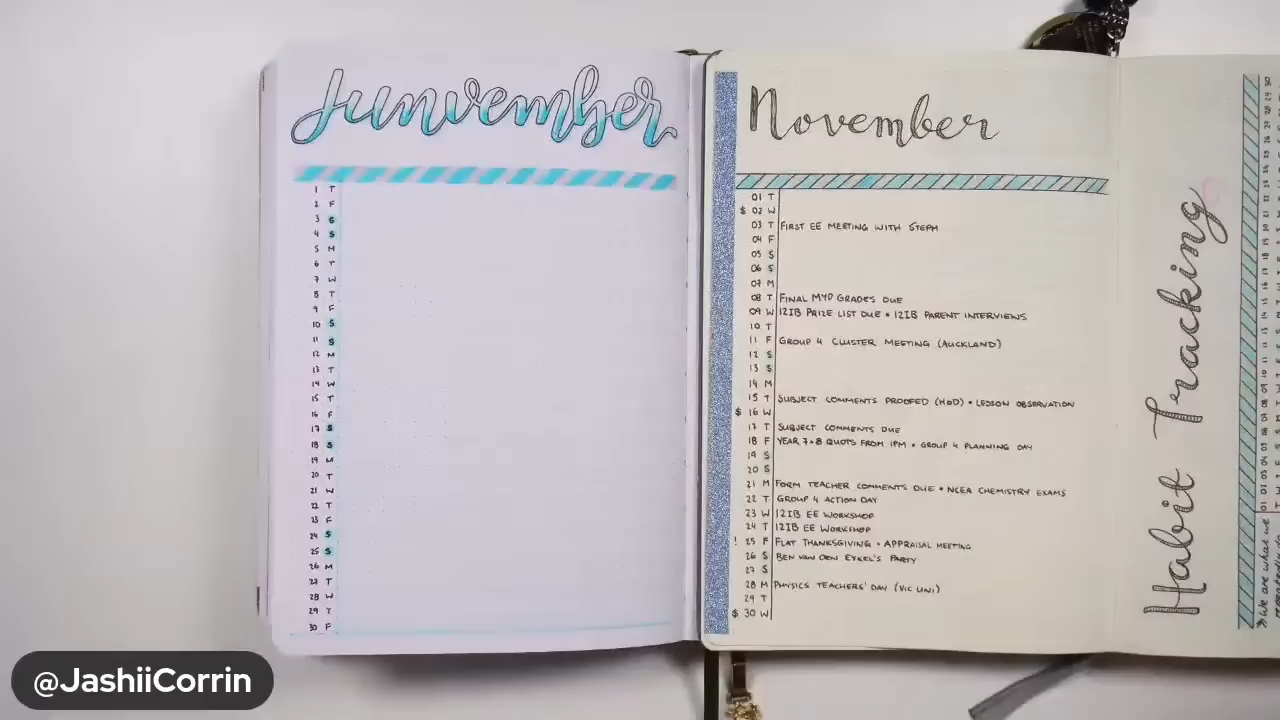 Junvember
1 T
2 F
3 S
4 S
5 M
6 T
7 W
8 T
9 F
10 S
11 S
12 M
13 T
14 W
15 T
16 F
17 S
18 S
19 M
20 T
21 W
22 T
23 F
24 S
25 S
26 M
27 T
28 W
29 T
30 F
November
01 T
$ 02 W
03 T FIRST EE MEETING WITH STEPH
04 F
05 S
06 S
07 M
08 T FINAL MYP GRADES DUE
09 W 12IB PRIZE LIST DUE • 12IB PARENT INTERVIEWS
10 T
11 F GROUP 4 CLUSTER MEETING (AUCKLAND)
12 S
13 S
14 M
15 T SUBJECT COMMENTS PROOFED (HOD) • LESSON OBSERVATION
$ 16 W
17 T SUBJECT COMMENTS DUE
18 F YEAR 7+8 QUOTS FROM 1PM • GROUP 4 PLANNING DAY
19 S
20 S
21 M FORM TEACHER COMMENTS DUE • NCEA CHEMISTRY EXAMS
22 T GROUP 4 ACTION DAY
23 W 12IB EE WORKSHOP
24 T 12IB EE WORKSHOP
! 25 F FLAT THANKSGIVING • APPRAISAL MEETING
26 S BEN VAN DEN EYKEL'S PARTY
27 S
28 M PHYSICS TEACHERS' DAY (VIC UNI)
29 T
$ 30 W
Habit Tracking
» We are what we
@JashiiCorrin